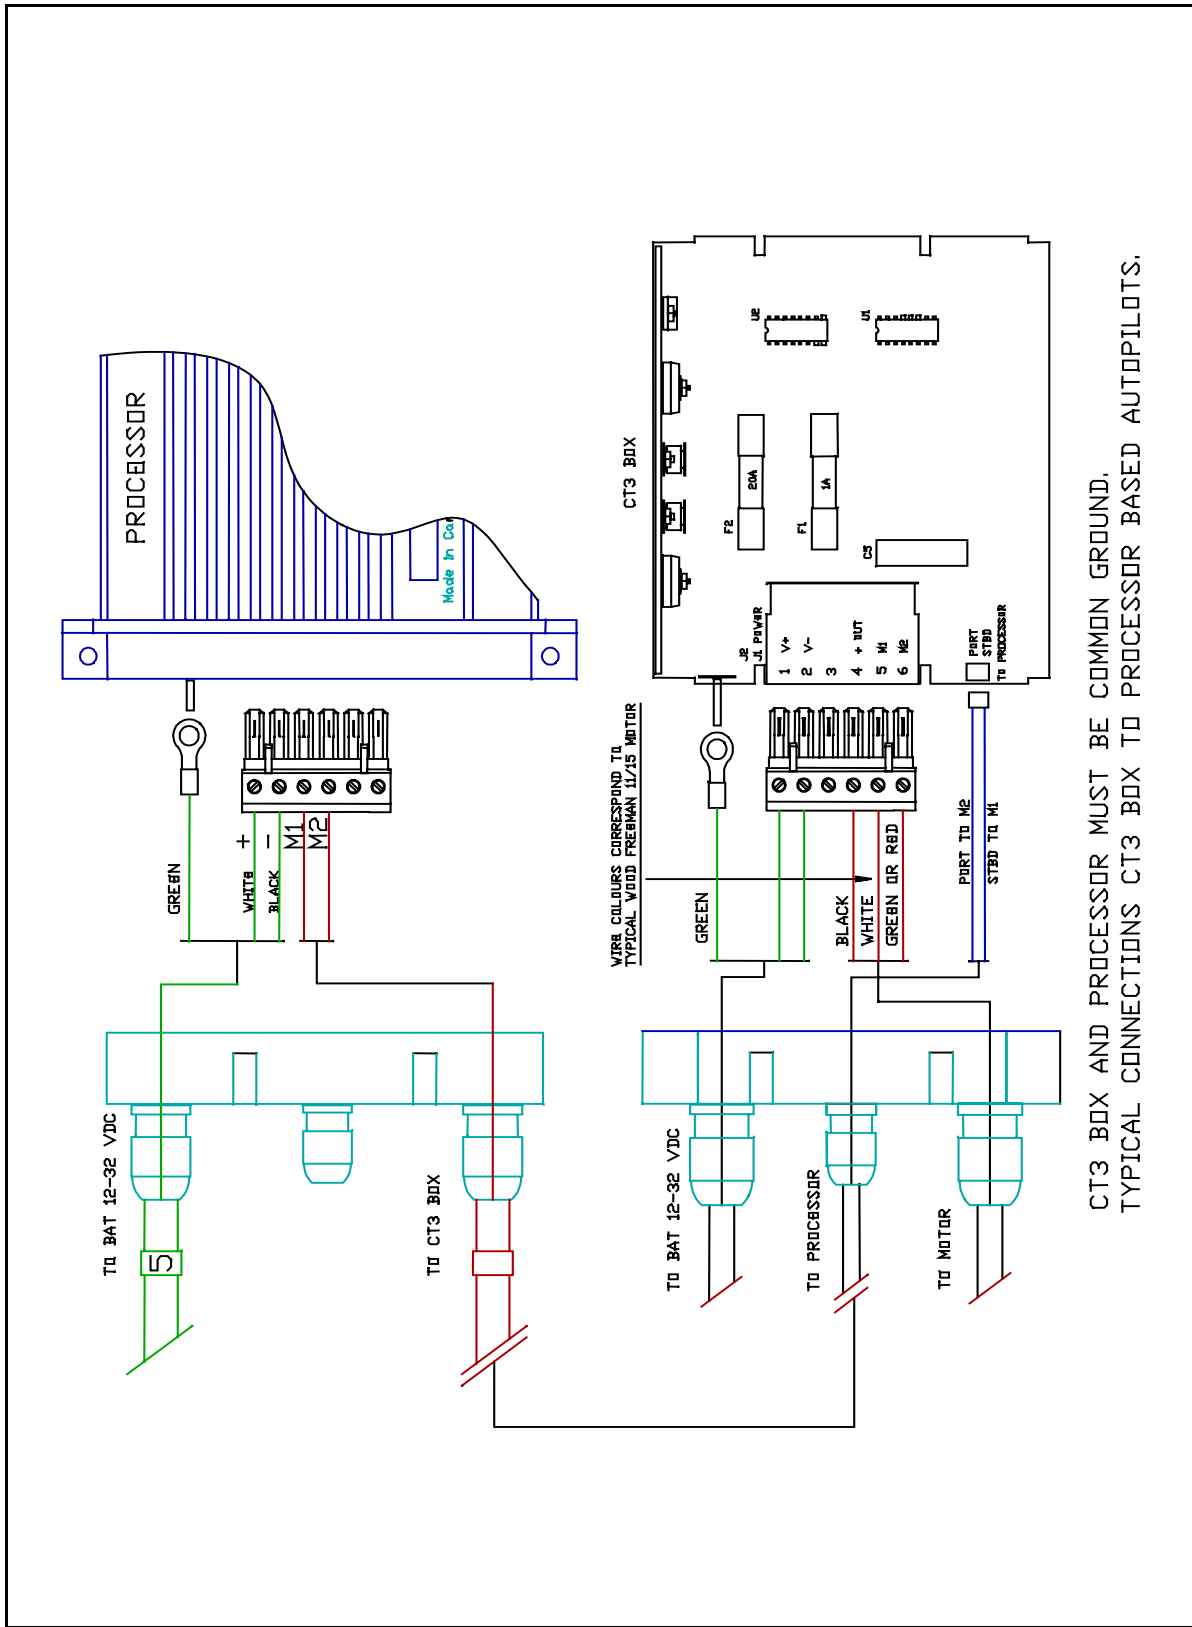 PROCESSOR
Made in Ca
GREEN
WHITE
+
BLACK
-
M1
M2
TO BAT 12-32 VDC
5
TO CT3 BOX
CT3 BOX
U2
U1
20A
F2
1A
F1
C5
J2
J1 POWER
1 V+
2 V-
3
4 + OUT
5 M1
6 M2
PORT
STBD
TO PROCESSOR
WIRE COLOURS CORRESPOND TO
TYPICAL WOOD FREEMAN 11/15 MOTOR
GREEN
BLACK
WHITE
GREEN OR RED
PORT TO M2
STBD TO M1
TO BAT 12-32 VDC
TO PROCESSOR
TO MOTOR
CT3 BOX AND PROCESSOR MUST BE COMMON GROUND.
TYPICAL CONNECTIONS CT3 BOX TO PROCESSOR BASED AUTOPILOTS.